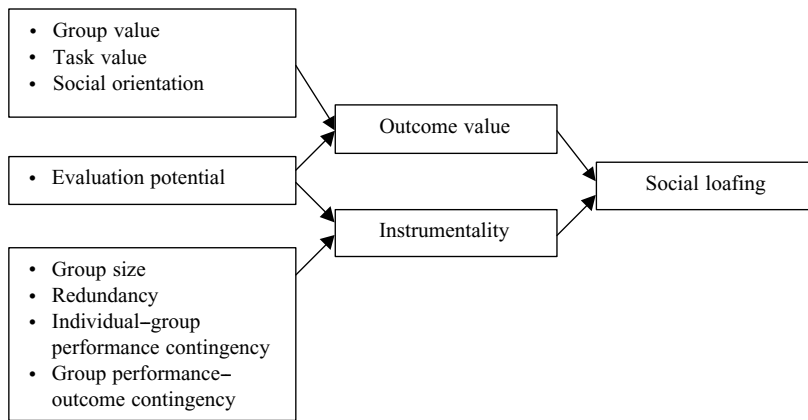 • Group value
• Task value
• Social orientation
Outcome value
• Evaluation potential
Social loafing
Instrumentality
• Group size
• Redundancy
• Individual–group
performance contingency
• Group performance–
outcome contingency